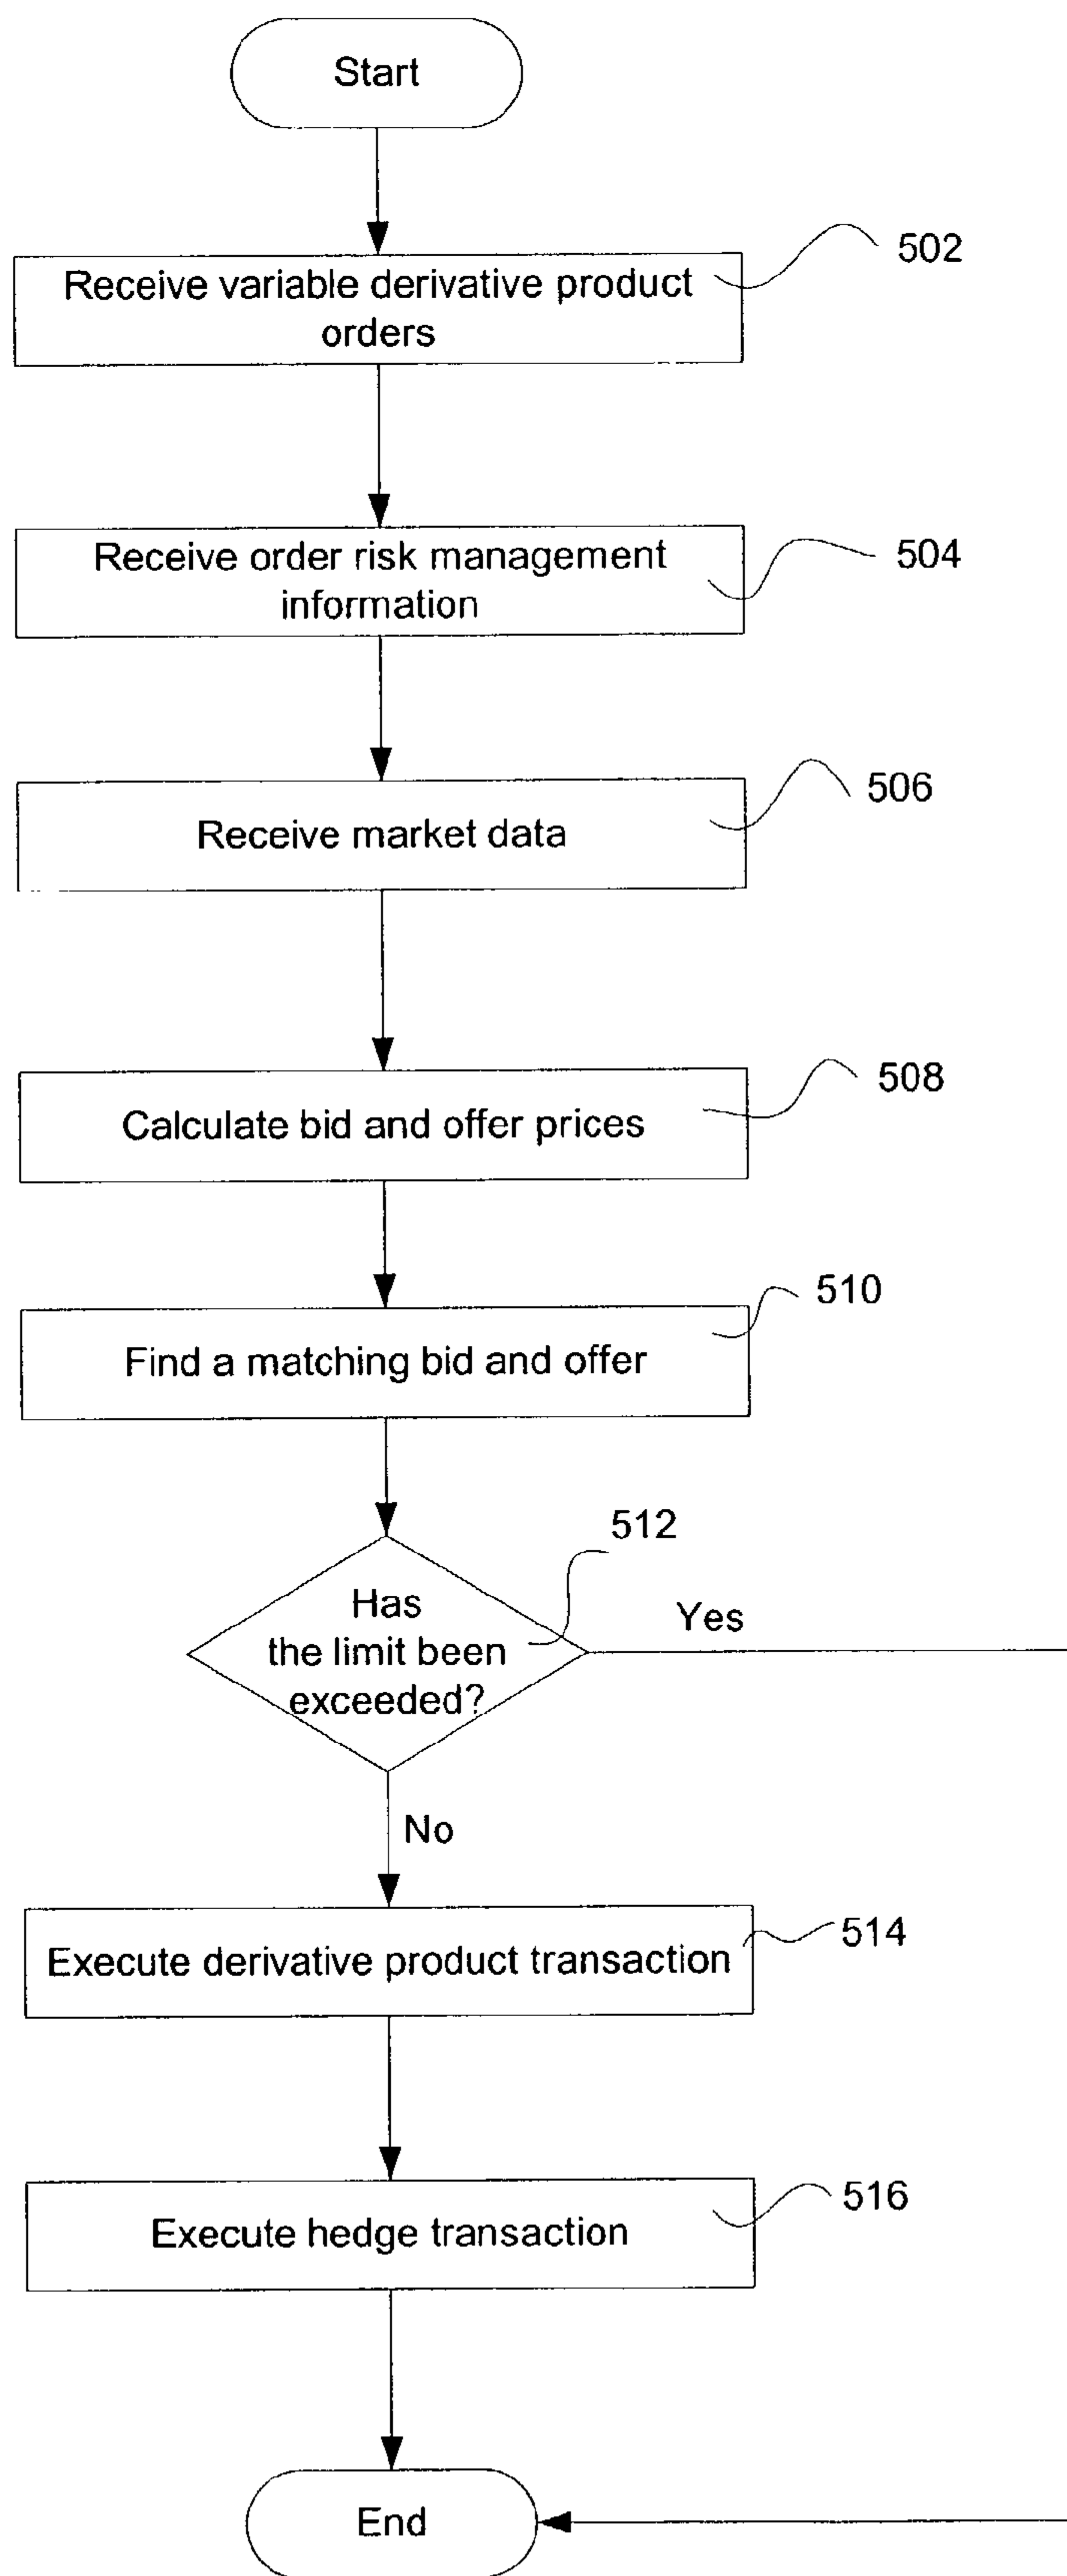 Start
502
Receive variable derivative product
orders
504
Receive order risk management
information
506
Receive market data
508
Calculate bid and offer prices
510
Find a matching bid and offer
512
Has
the limit been
exceeded?
Yes
No
514
Execute derivative product transaction
516
Execute hedge transaction
End